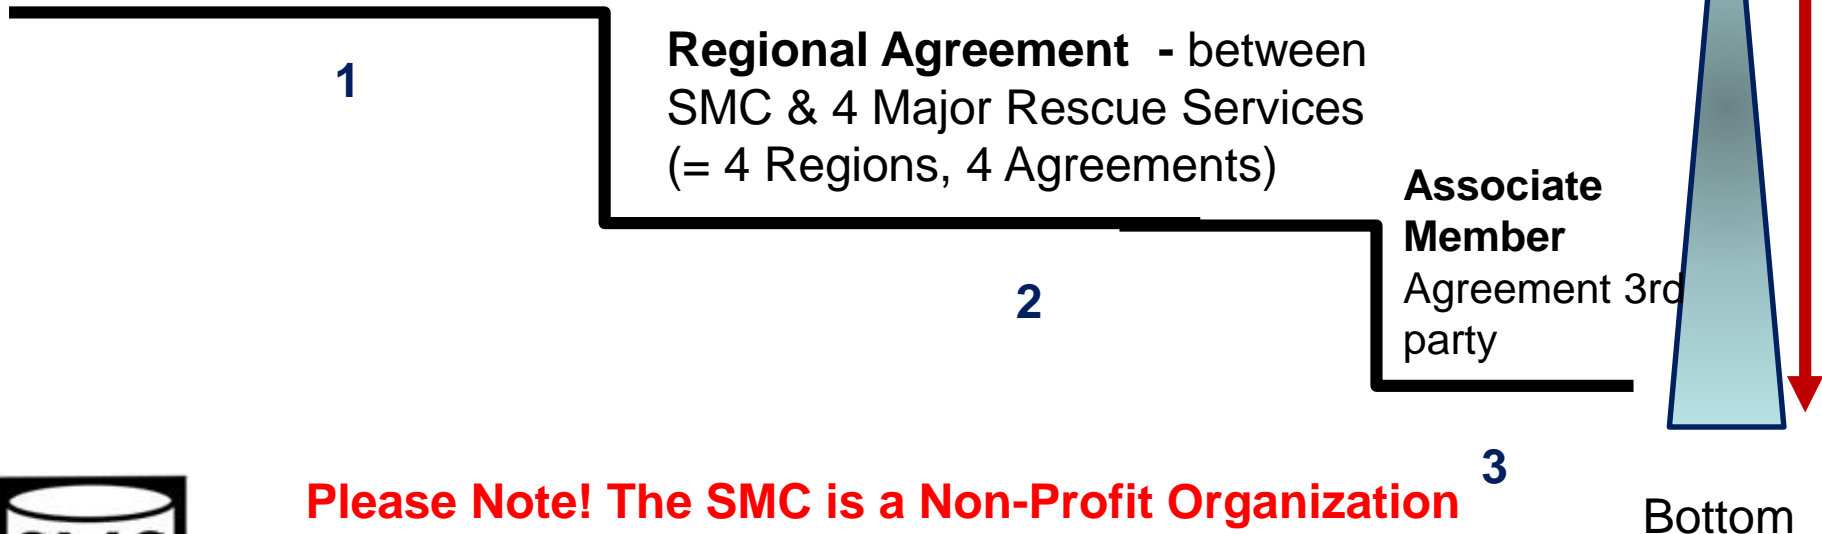 1
Regional Agreement - between
SMC & 4 Major Rescue Services
(= 4 Regions, 4 Agreements)
Associate
Member
Agreement 3rd
party
2
3
Please Note! The SMC is a Non-Profit Organization
Bottom